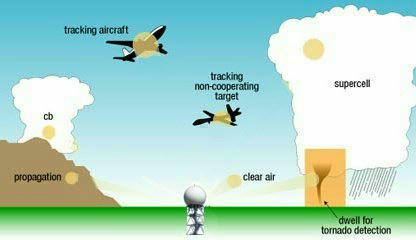 tracking aircraft
tracking
non-cooperating
target
supercell
cb
propagation
clear air
dwell for
tornado detection